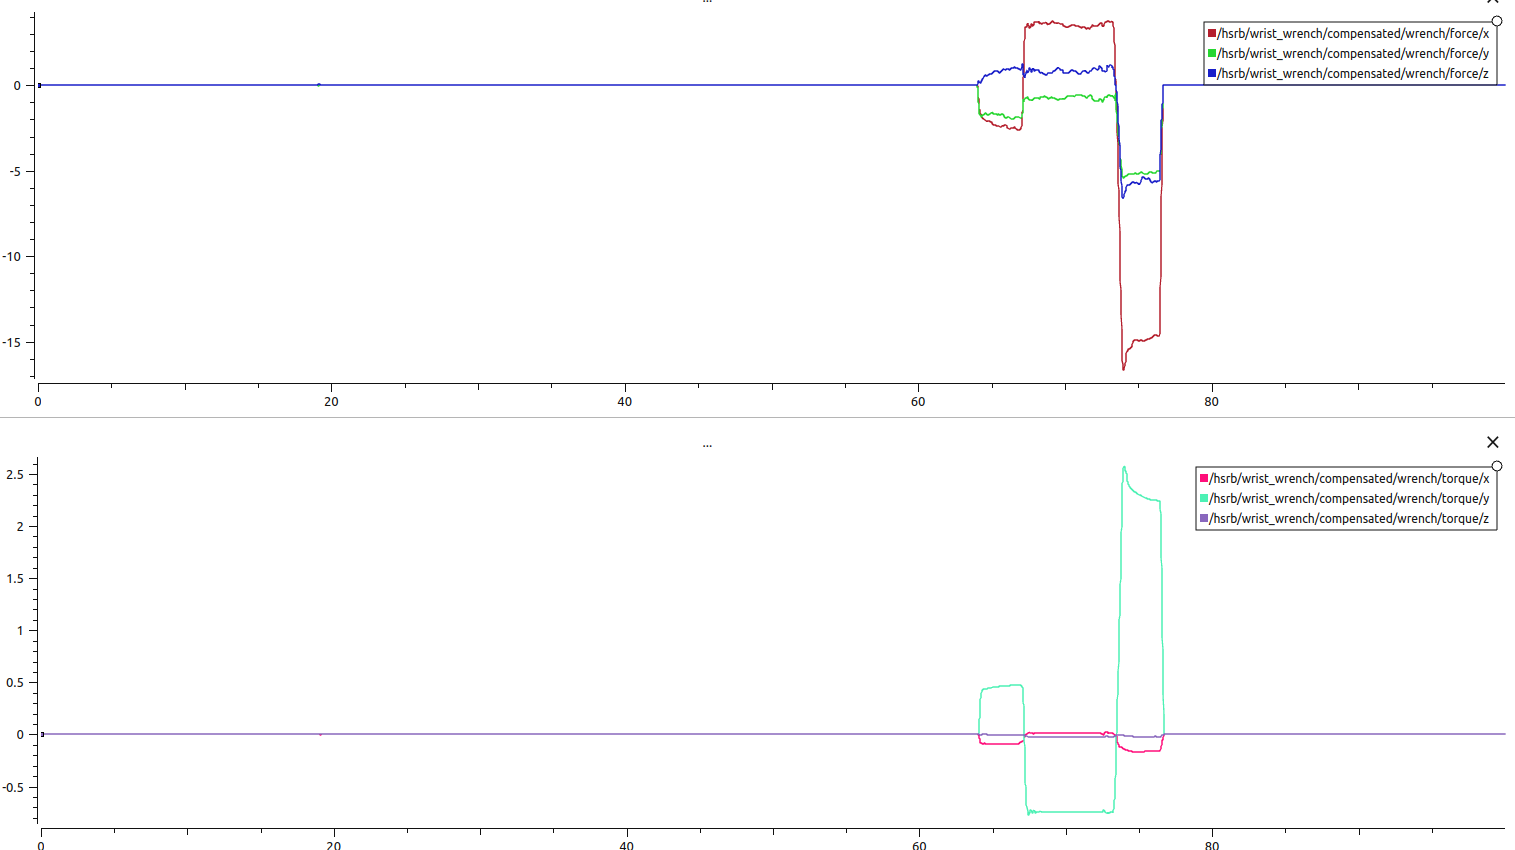 ...
/hsrb/wrist_wrench/compensated/wrench/force/x
/hsrb/wrist_wrench/compensated/wrench/force/y
/hsrb/wrist_wrench/compensated/wrench/force/z
0
-5
-10
-15
0 20 40 60 80
...
/hsrb/wrist_wrench/compensated/wrench/torque/x
/hsrb/wrist_wrench/compensated/wrench/torque/y
/hsrb/wrist_wrench/compensated/wrench/torque/z
2.5
2
1.5
1
0.5
0
-0.5
0 20 40 60 80